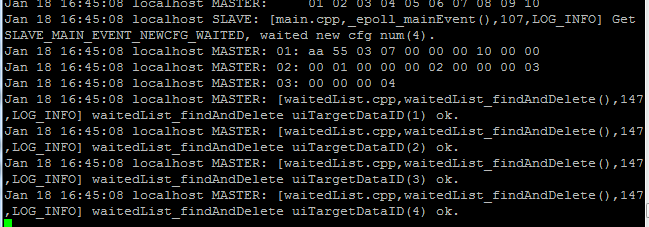 Jan 18 16:45:08 localhost MASTER:     01 02 03 04 05 06 07 08 09 10
Jan 18 16:45:08 localhost SLAVE: [main.cpp,_epoll_mainEvent(),107,LOG_INFO] Get
SLAVE_MAIN_EVENT_NEWCFG_WAITED, waited new cfg num(4).
Jan 18 16:45:08 localhost MASTER: 01: aa 55 03 07 00 00 00 10 00 00
Jan 18 16:45:08 localhost MASTER: 02: 00 01 00 00 00 02 00 00 00 03
Jan 18 16:45:08 localhost MASTER: 03: 00 00 00 04
Jan 18 16:45:08 localhost MASTER: [waitedList.cpp,waitedList_findAndDelete(),147
,LOG_INFO] waitedList_findAndDelete uiTargetDataID(1) ok.
Jan 18 16:45:08 localhost MASTER: [waitedList.cpp,waitedList_findAndDelete(),147
,LOG_INFO] waitedList_findAndDelete uiTargetDataID(2) ok.
Jan 18 16:45:08 localhost MASTER: [waitedList.cpp,waitedList_findAndDelete(),147
,LOG_INFO] waitedList_findAndDelete uiTargetDataID(3) ok.
Jan 18 16:45:08 localhost MASTER: [waitedList.cpp,waitedList_findAndDelete(),147
,LOG_INFO] waitedList_findAndDelete uiTargetDataID(4) ok.